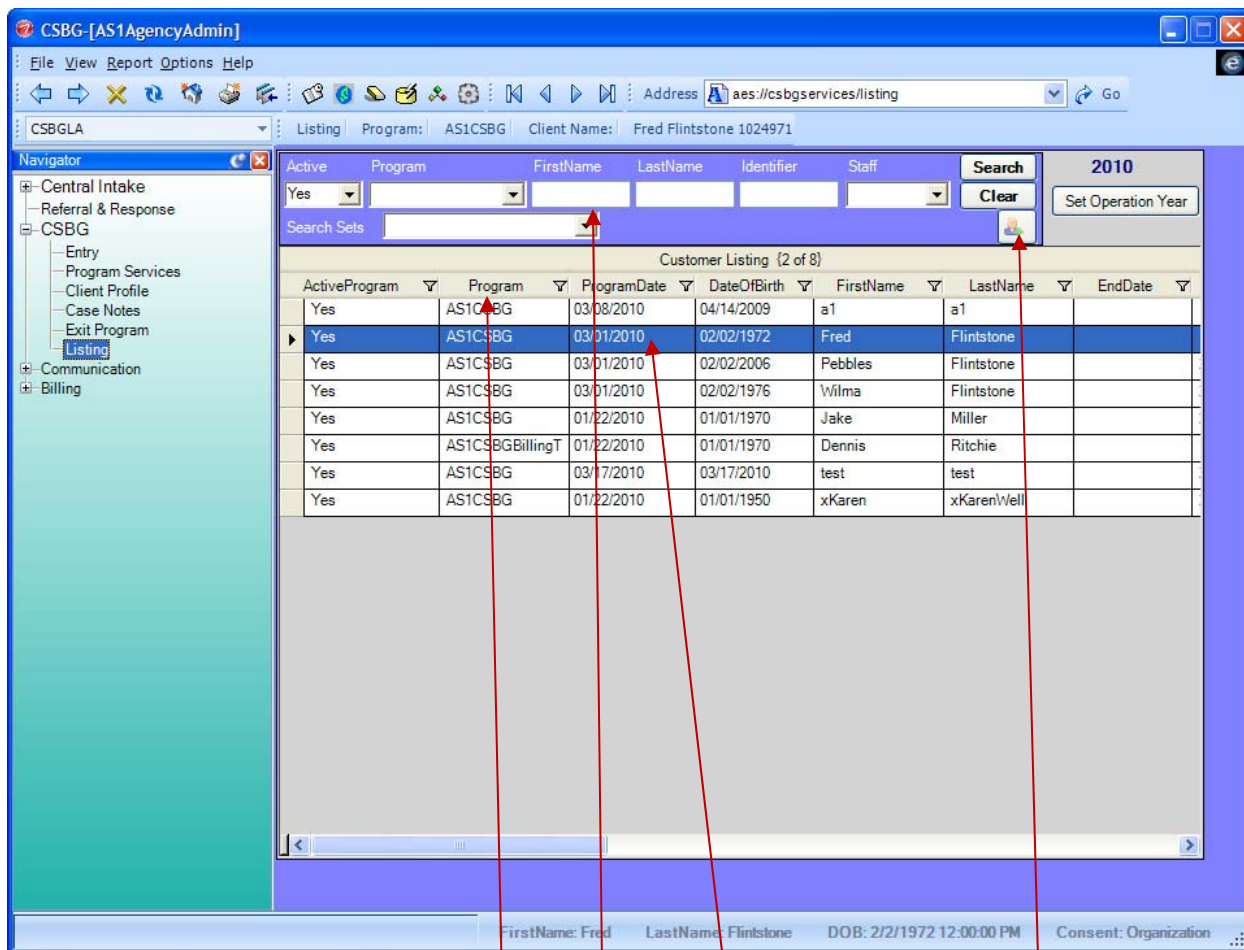 CSBG-[AS1AgencyAdmin]
File View Report Options Help
Address aes://csbgservices/listing Go
CSBGLA Listing Program: AS1CSBG Client Name: Fred Flintstone 1024971
Navigator
Central Intake
Referral & Response
CSBG
Entry
Program Services
Client Profile
Case Notes
Exit Program
Listing
Communication
Billing
Active Program FirstName LastName Identifier Staff Search 2010
Yes Clear Set Operation Year
Search Sets
Customer Listing {2 of 8}
ActiveProgram Program ProgramDate DateOfBirth FirstName LastName EndDate
Yes AS1CSBG 03/08/2010 04/14/2009 a1 a1
Yes AS1CSBG 03/01/2010 02/02/1972 Fred Flintstone
Yes AS1CSBG 03/01/2010 02/02/2006 Pebbles Flintstone
Yes AS1CSBG 03/01/2010 02/02/1976 Wilma Flintstone
Yes AS1CSBG 01/22/2010 01/01/1970 Jake Miller
Yes AS1CSBGBillingT 01/22/2010 01/01/1970 Dennis Ritchie
Yes AS1CSBG 03/17/2010 03/17/2010 test test
Yes AS1CSBG 01/22/2010 01/01/1950 xKaren xKarenWell
FirstName: Fred LastName: Flintstone DOB: 2/2/1972 12:00:00 PM Consent: Organization